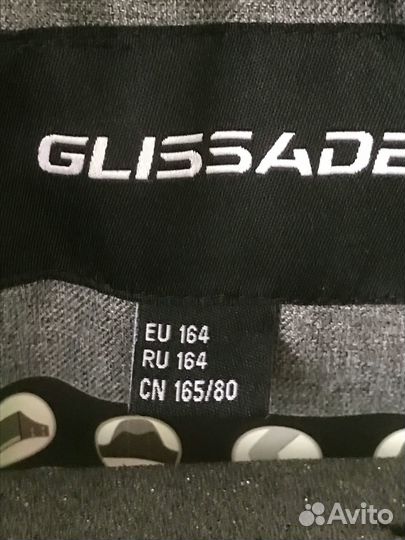 GLISSADE
EU 164
RU 164
CN 165/80
Avito